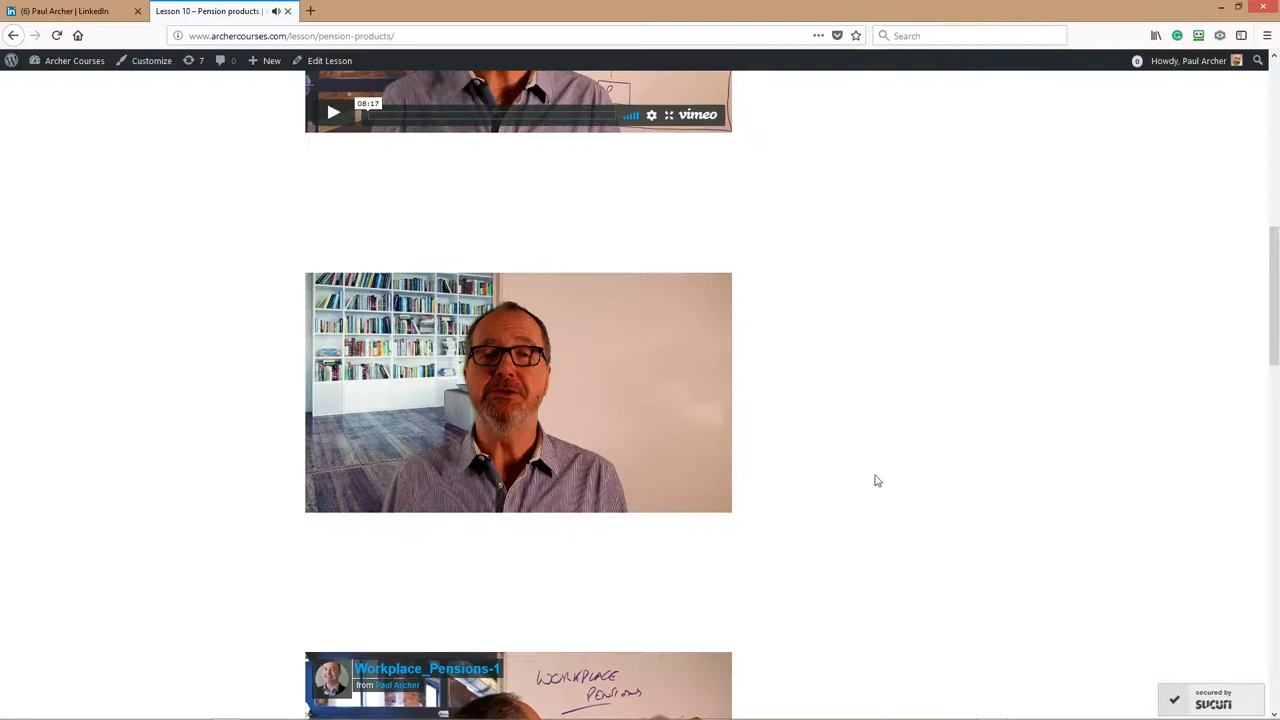 (6) Paul Archer | LinkedIn
Lesson 10 – Pension products |
www.archercourses.com/lesson/pension-products/
Search
Archer Courses
Customize
7
0
New
Edit Lesson
0
Howdy, Paul Archer
08:17
vimeo
Workplace_Pensions-1
from Paul Archer
WORKPLACE
PENSIONS
secured by
sucuri